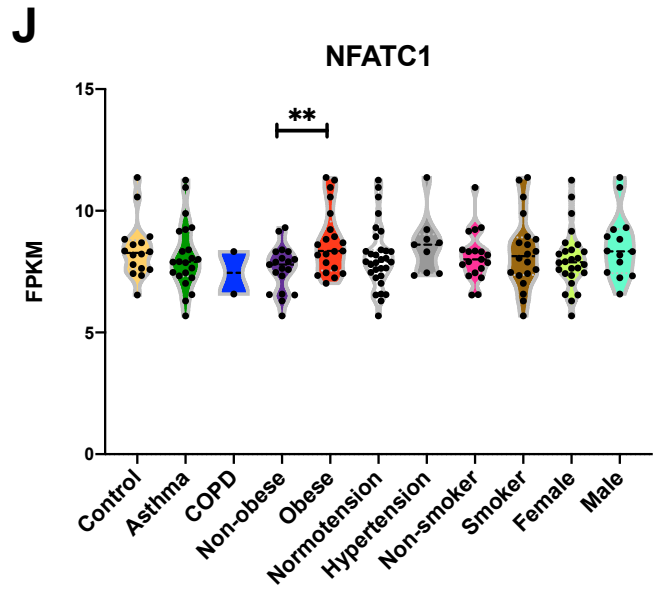 J
NFATC1
15
**
10
FPKM
5
0
Control
Asthma
COPD
Non-obese
Obese
Normotension
Hypertension
Non-smoker
Smoker
Female
Male